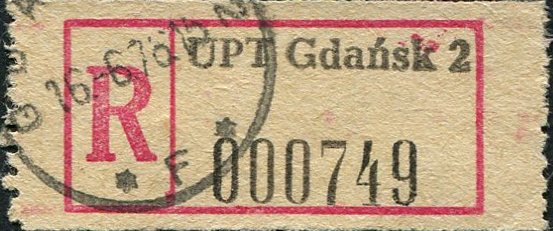 UPT Gdańsk 2
R
000749
F